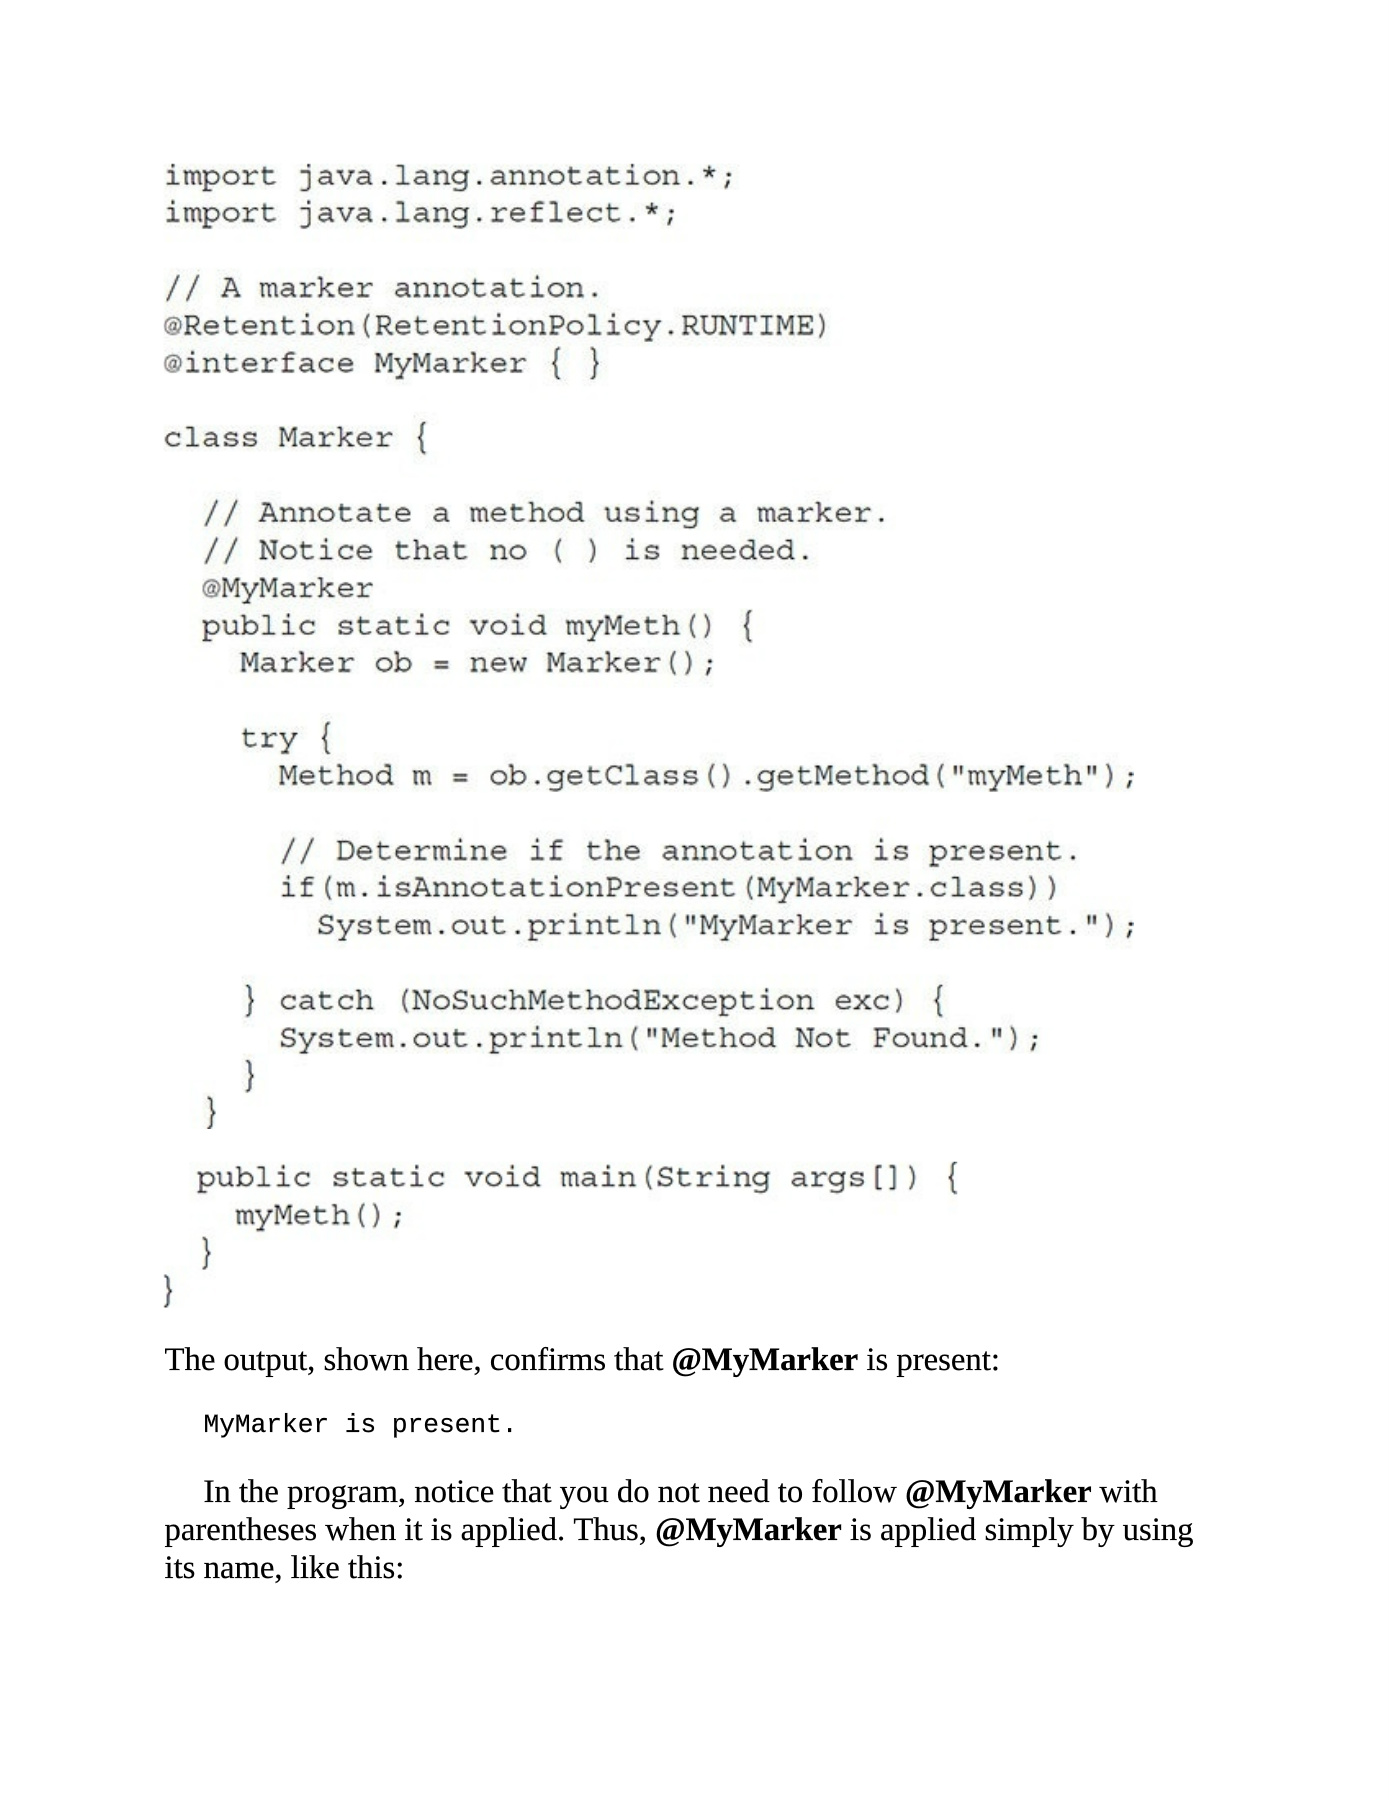 import java.lang.annotation.*;
import java.lang.reflect.*;

// A marker annotation.
@Retention(RetentionPolicy.RUNTIME)
@interface MyMarker { }

class Marker {

  // Annotate a method using a marker.
  // Notice that no ( ) is needed.
  @MyMarker
  public static void myMeth() {
    Marker ob = new Marker();

    try {
      Method m = ob.getClass().getMethod("myMeth");

      // Determine if the annotation is present.
      if(m.isAnnotationPresent(MyMarker.class))
        System.out.println("MyMarker is present.");

    } catch (NoSuchMethodException exc) {
      System.out.println("Method Not Found.");
    }
  }

  public static void main(String args[]) {
    myMeth();
  }
}
The output, shown here, confirms that @MyMarker is present:
MyMarker is present.
In the program, notice that you do not need to follow @MyMarker with
parentheses when it is applied. Thus, @MyMarker is applied simply by using
its name, like this: